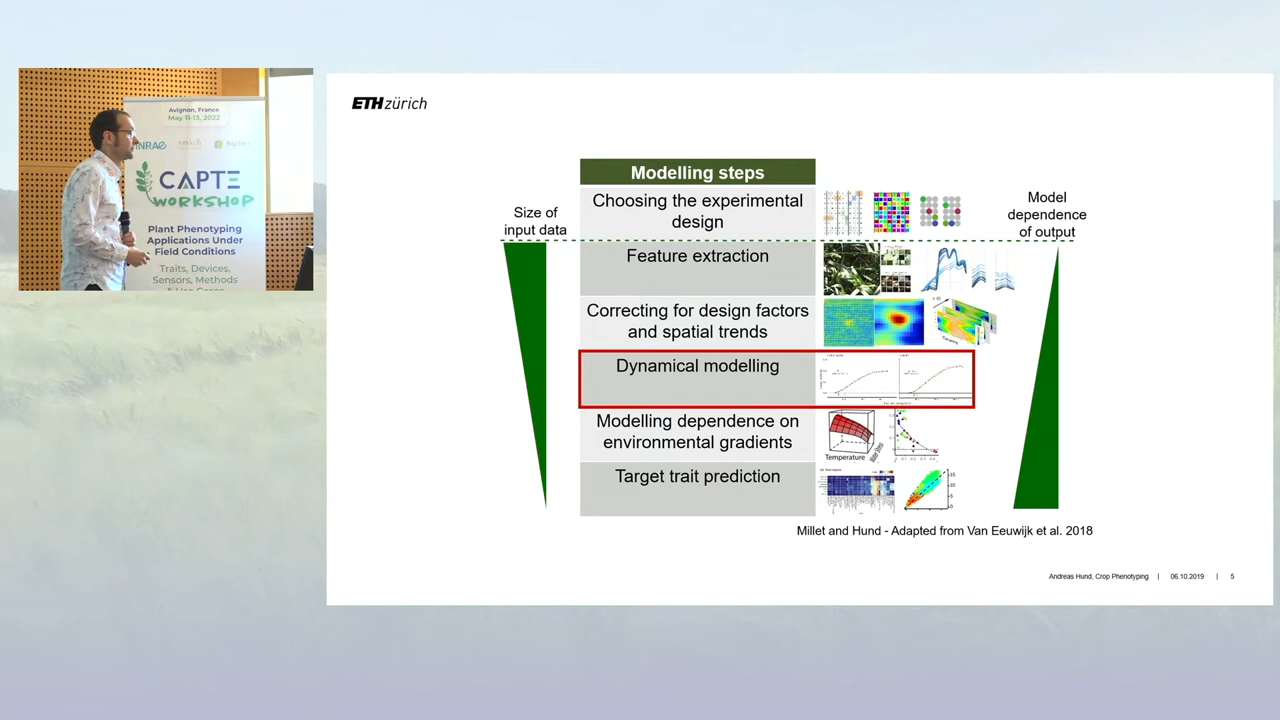 Avignon, France
May 11-13, 2022
INRAE
CAPTE
WORKSHOP
Plant Phenotyping
Applications Under
Field Conditions
Traits, Devices,
Sensors, Methods
ETH zürich
Modelling steps
Choosing the experimental
design
Feature extraction
Correcting for design factors
and spatial trends
Dynamical modelling
Modelling dependence on
environmental gradients
Target trait prediction
Size of
input data
Model
dependence
of output
Temperature
Millet and Hund - Adapted from Van Eeuwijk et al. 2018
Andreas Hund, Crop Phenotyping | 06.10.2019 | 5